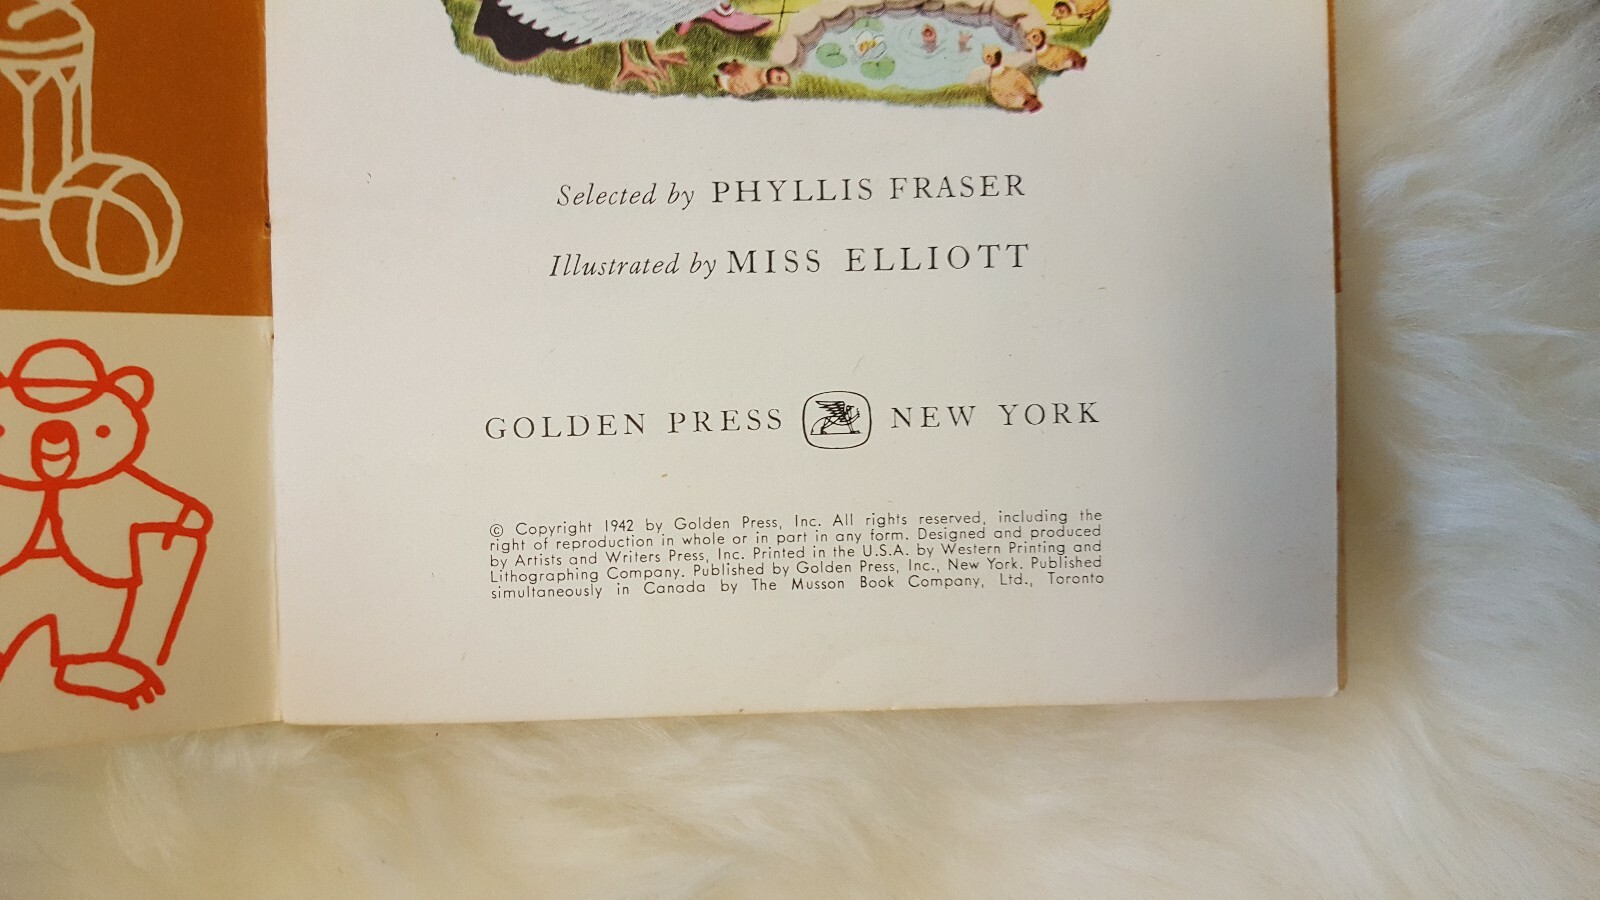 Selected by PHYLLIS FRASER
Illustrated by MISS ELLIOTT
GOLDEN PRESS NEW YORK
© Copyright 1942 by Golden Press, Inc. All rights reserved, including the
right of reproduction in whole or in part in any form. Designed and produced
by Artists and Writers Press, Inc. Printed in the U.S.A. by Western Printing and
Lithographing Company. Published by Golden Press, Inc., New York. Published
simultaneously in Canada by The Musson Book Company, Ltd., Toronto